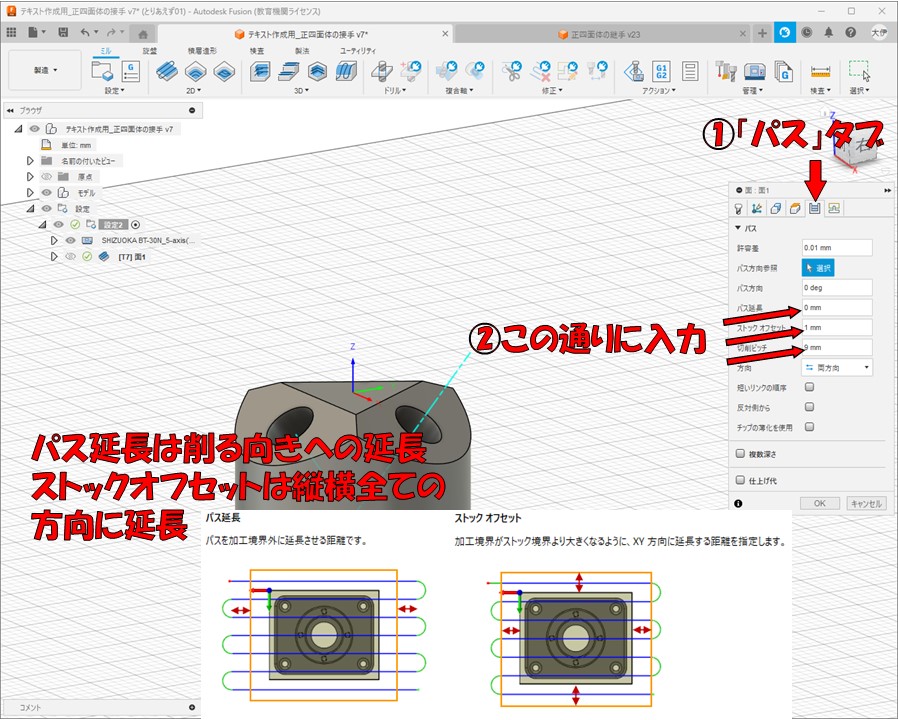 テキスト作成用_正四面体の接手 v7* (とりあえず01) - Autodesk Fusion (教育機関ライセンス)
テキスト作成用_正四面体の接手 v7*
正四面体の継手 v23
ミル
旋盤
積層造形
検査
製法
ユーティリティ
製造
設定
2D
3D
ドリル
複合軸
修正
アクション
管理
検査
選択
G1
G2
ブラウザ
テキスト作成用_正四面体の接手 v7
単位: mm
名前の付いたビュー
原点
モデル
設定
設定2
SHIZUOKA BT-30N_5-axis(...
[T7] 面1
①「パス」タブ
Z
右
X
面 : 面1
パス
許容差
0.01 mm
パス方向参照
選択
パス方向
0 deg
パス延長
0 mm
ストック オフセット
1 mm
切削ピッチ
9 mm
方向
両方向
短いリンクの順序
反対側から
チップの薄化を使用
複数深さ
仕上げ代
OK
キャンセル
②この通りに入力
Z
パス延長は削る向きへの延長
ストックオフセットは縦横全ての
方向に延長
パス延長
パスを加工境界外に延長させる距離です。
ストック オフセット
加工境界がストック境界より大きくなるように、XY 方向に延長する距離を指定します。
コメント